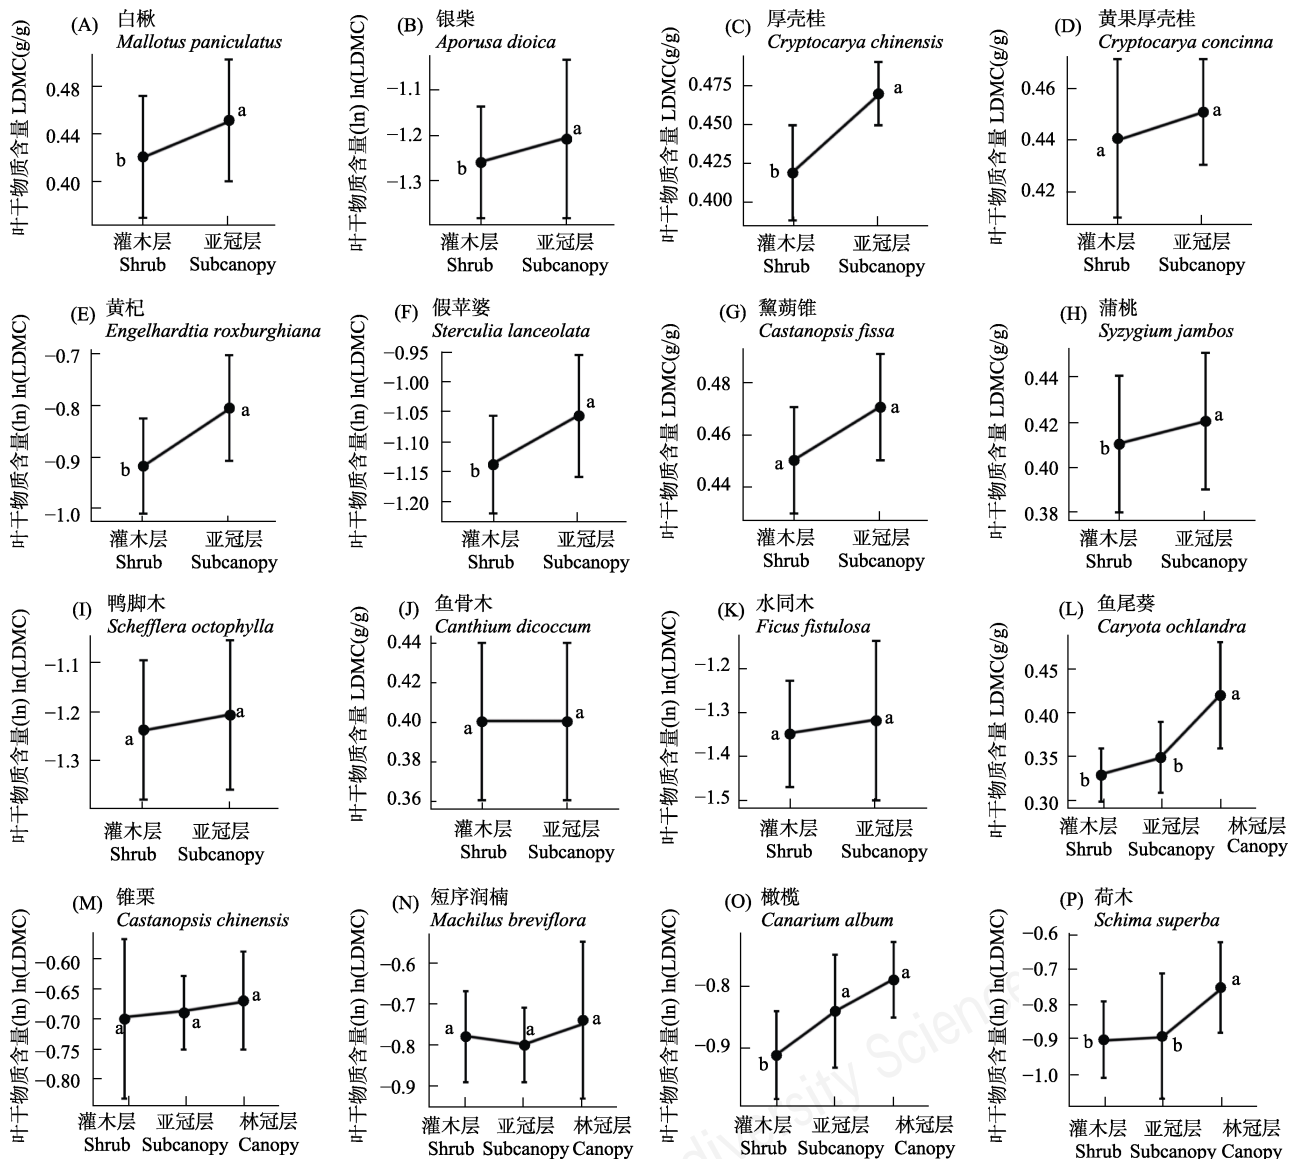 (A) 白楸
Mallotus paniculatus
叶干物质含量 LDMC(g/g)
0.48
0.44
0.40
b
a
灌木层 亚冠层
Shrub Subcanopy
(B) 银柴
Aporusa dioica
叶干物质含量(ln) ln(LDMC)
−1.1
−1.2
−1.3
b
a
灌木层 亚冠层
Shrub Subcanopy
(C) 厚壳桂
Cryptocarya chinensis
叶干物质含量 LDMC(g/g)
0.475
0.450
0.425
0.400
b
a
灌木层 亚冠层
Shrub Subcanopy
(D) 黄果厚壳桂
Cryptocarya concinna
叶干物质含量 LDMC(g/g)
0.46
0.44
0.42
a
a
灌木层 亚冠层
Shrub Subcanopy
(E) 黄杞
Engelhardtia roxburghiana
叶干物质含量(ln) ln(LDMC)
−0.7
−0.8
−0.9
−1.0
b
a
灌木层 亚冠层
Shrub Subcanopy
(F) 假苹婆
Sterculia lanceolata
叶干物质含量(ln) ln(LDMC)
−0.95
−1.00
−1.05
−1.10
−1.15
−1.20
b
a
灌木层 亚冠层
Shrub Subcanopy
(G) 黧蒴锥
Castanopsis fissa
叶干物质含量 LDMC(g/g)
0.48
0.46
0.44
a
a
灌木层 亚冠层
Shrub Subcanopy
(H) 蒲桃
Syzygium jambos
叶干物质含量 LDMC(g/g)
0.44
0.42
0.40
0.38
b
a
灌木层 亚冠层
Shrub Subcanopy
(I) 鸭脚木
Schefflera octophylla
叶干物质含量(ln) ln(LDMC)
−1.1
−1.2
−1.3
a
a
灌木层 亚冠层
Shrub Subcanopy
(J) 鱼骨木
Canthium dicoccum
叶干物质含量 LDMC(g/g)
0.44
0.42
0.40
0.38
0.36
a
a
灌木层 亚冠层
Shrub Subcanopy
(K) 水同木
Ficus fistulosa
叶干物质含量(ln) ln(LDMC)
−1.2
−1.3
−1.4
−1.5
a
a
灌木层 亚冠层
Shrub Subcanopy
(L) 鱼尾葵
Caryota ochlandra
叶干物质含量 LDMC(g/g)
0.45
0.40
0.35
0.30
b
b
a
灌木层 亚冠层 林冠层
Shrub Subcanopy Canopy
(M) 锥栗
Castanopsis chinensis
叶干物质含量(ln) ln(LDMC)
−0.60
−0.65
−0.70
−0.75
−0.80
a
a
a
灌木层 亚冠层 林冠层
Shrub Subcanopy Canopy
(N) 短序润楠
Machilus breviflora
叶干物质含量(ln) ln(LDMC)
−0.6
−0.7
−0.8
−0.9
a
a
a
灌木层 亚冠层 林冠层
Shrub Subcanopy Canopy
(O) 橄榄
Canarium album
叶干物质含量(ln) ln(LDMC)
−0.8
−0.9
b
a
a
灌木层 亚冠层 林冠层
Shrub Subcanopy Canopy
(P) 荷木
Schima superba
叶干物质含量(ln) ln(LDMC)
−0.6
−0.7
−0.8
−0.9
−1.0
b
b
a
灌木层 亚冠层 林冠层
Shrub Subcanopy Canopy